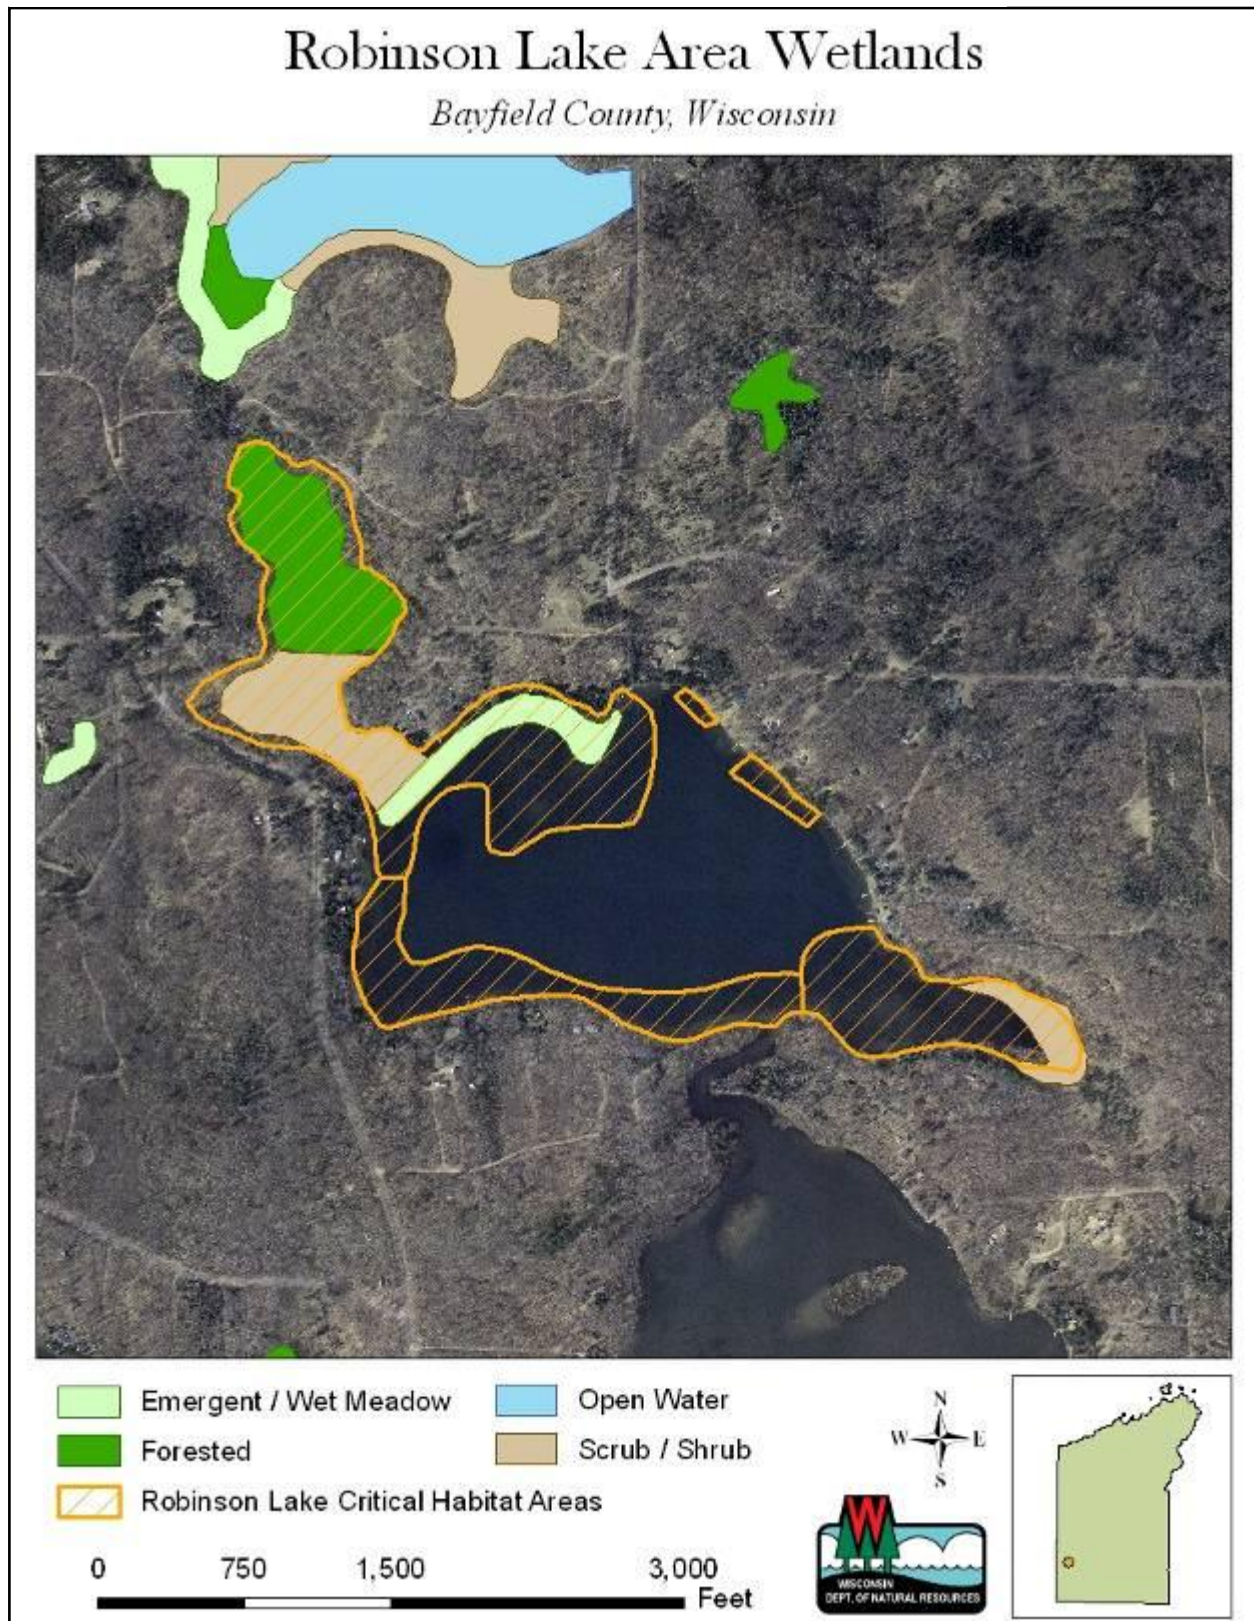 Robinson Lake Area Wetlands
Bayfield County, Wisconsin
Emergent / Wet Meadow
Open Water
Forested
Scrub / Shrub
Robinson Lake Critical Habitat Areas
N
W E
S
0 750 1,500 3,000
Feet
W
WISCONSIN
DEPT. OF NATURAL RESOURCES